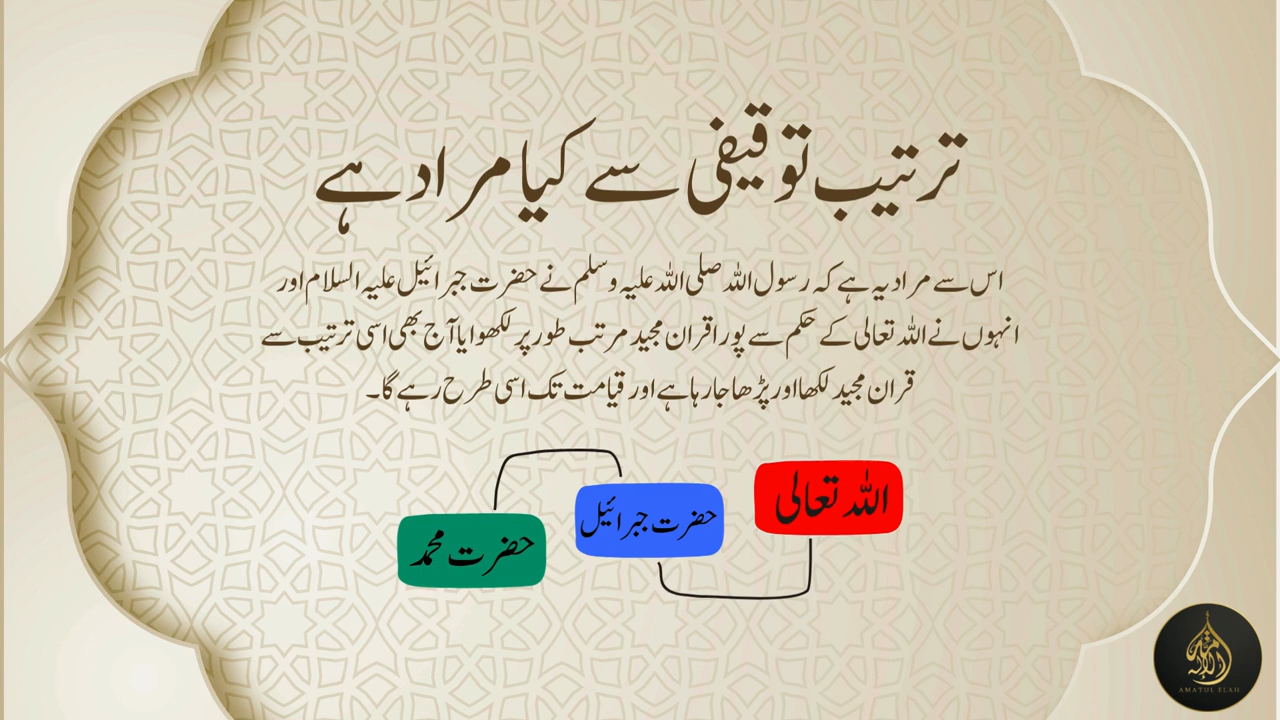 ترتیب توقیفی سے کیا مراد ہے
اس سے مراد یہ ہے کہ رسول اللہ صلی اللہ علیہ وسلم نے حضرت جبرائیل علیہ السلام اور
انہوں نے اللہ تعالی کے حکم سے پورا قران مجید مرتب طور پر لکھوایا آج بھی اسی ترتیب سے
قران مجید لکھا اور پڑھا جا رہا ہے اور قیامت تک اسی طرح رہے گا۔
اللہ تعالی
حضرت جبرائیل
حضرت محمد
AMATUL ELAH